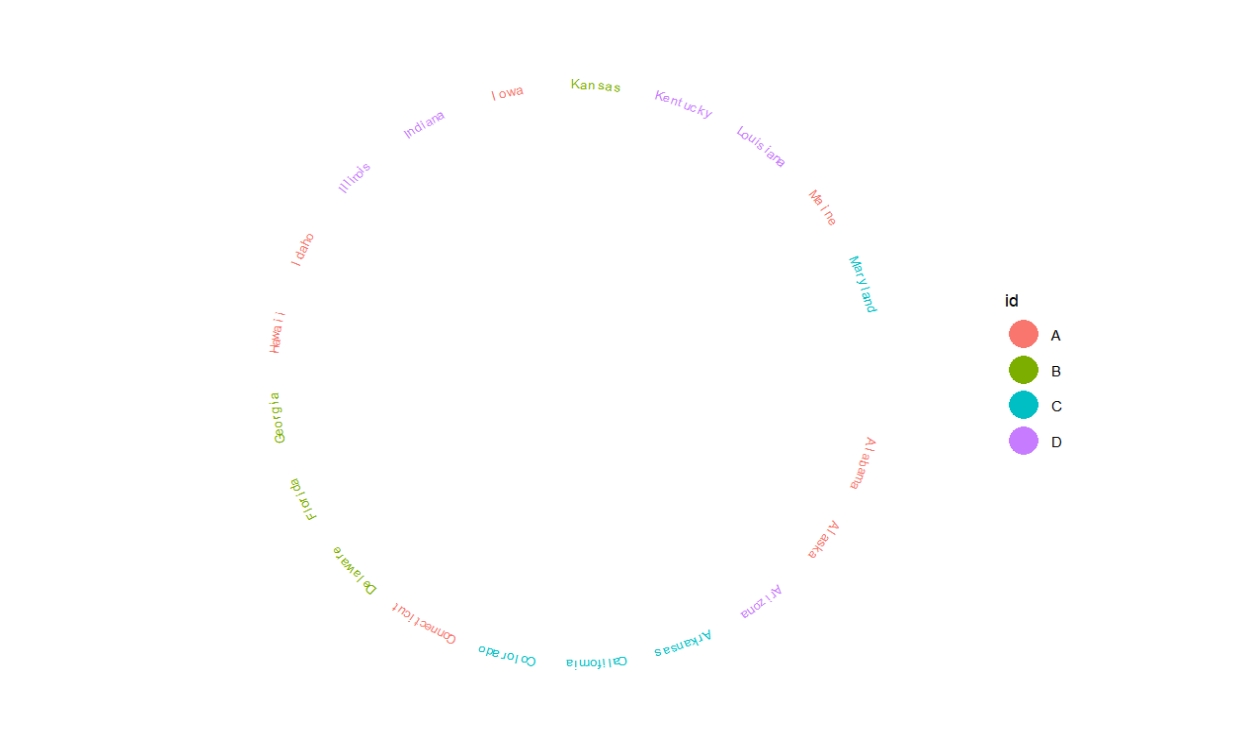 Alabama
Alaska
Arizona
Arkansas
California
Colorado
Connecticut
Delaware
Florida
Georgia
Hawaii
Idaho
Illinois
Indiana
Iowa
Kansas
Kentucky
Louisiana
Maine
Maryland
id
A
B
C
D